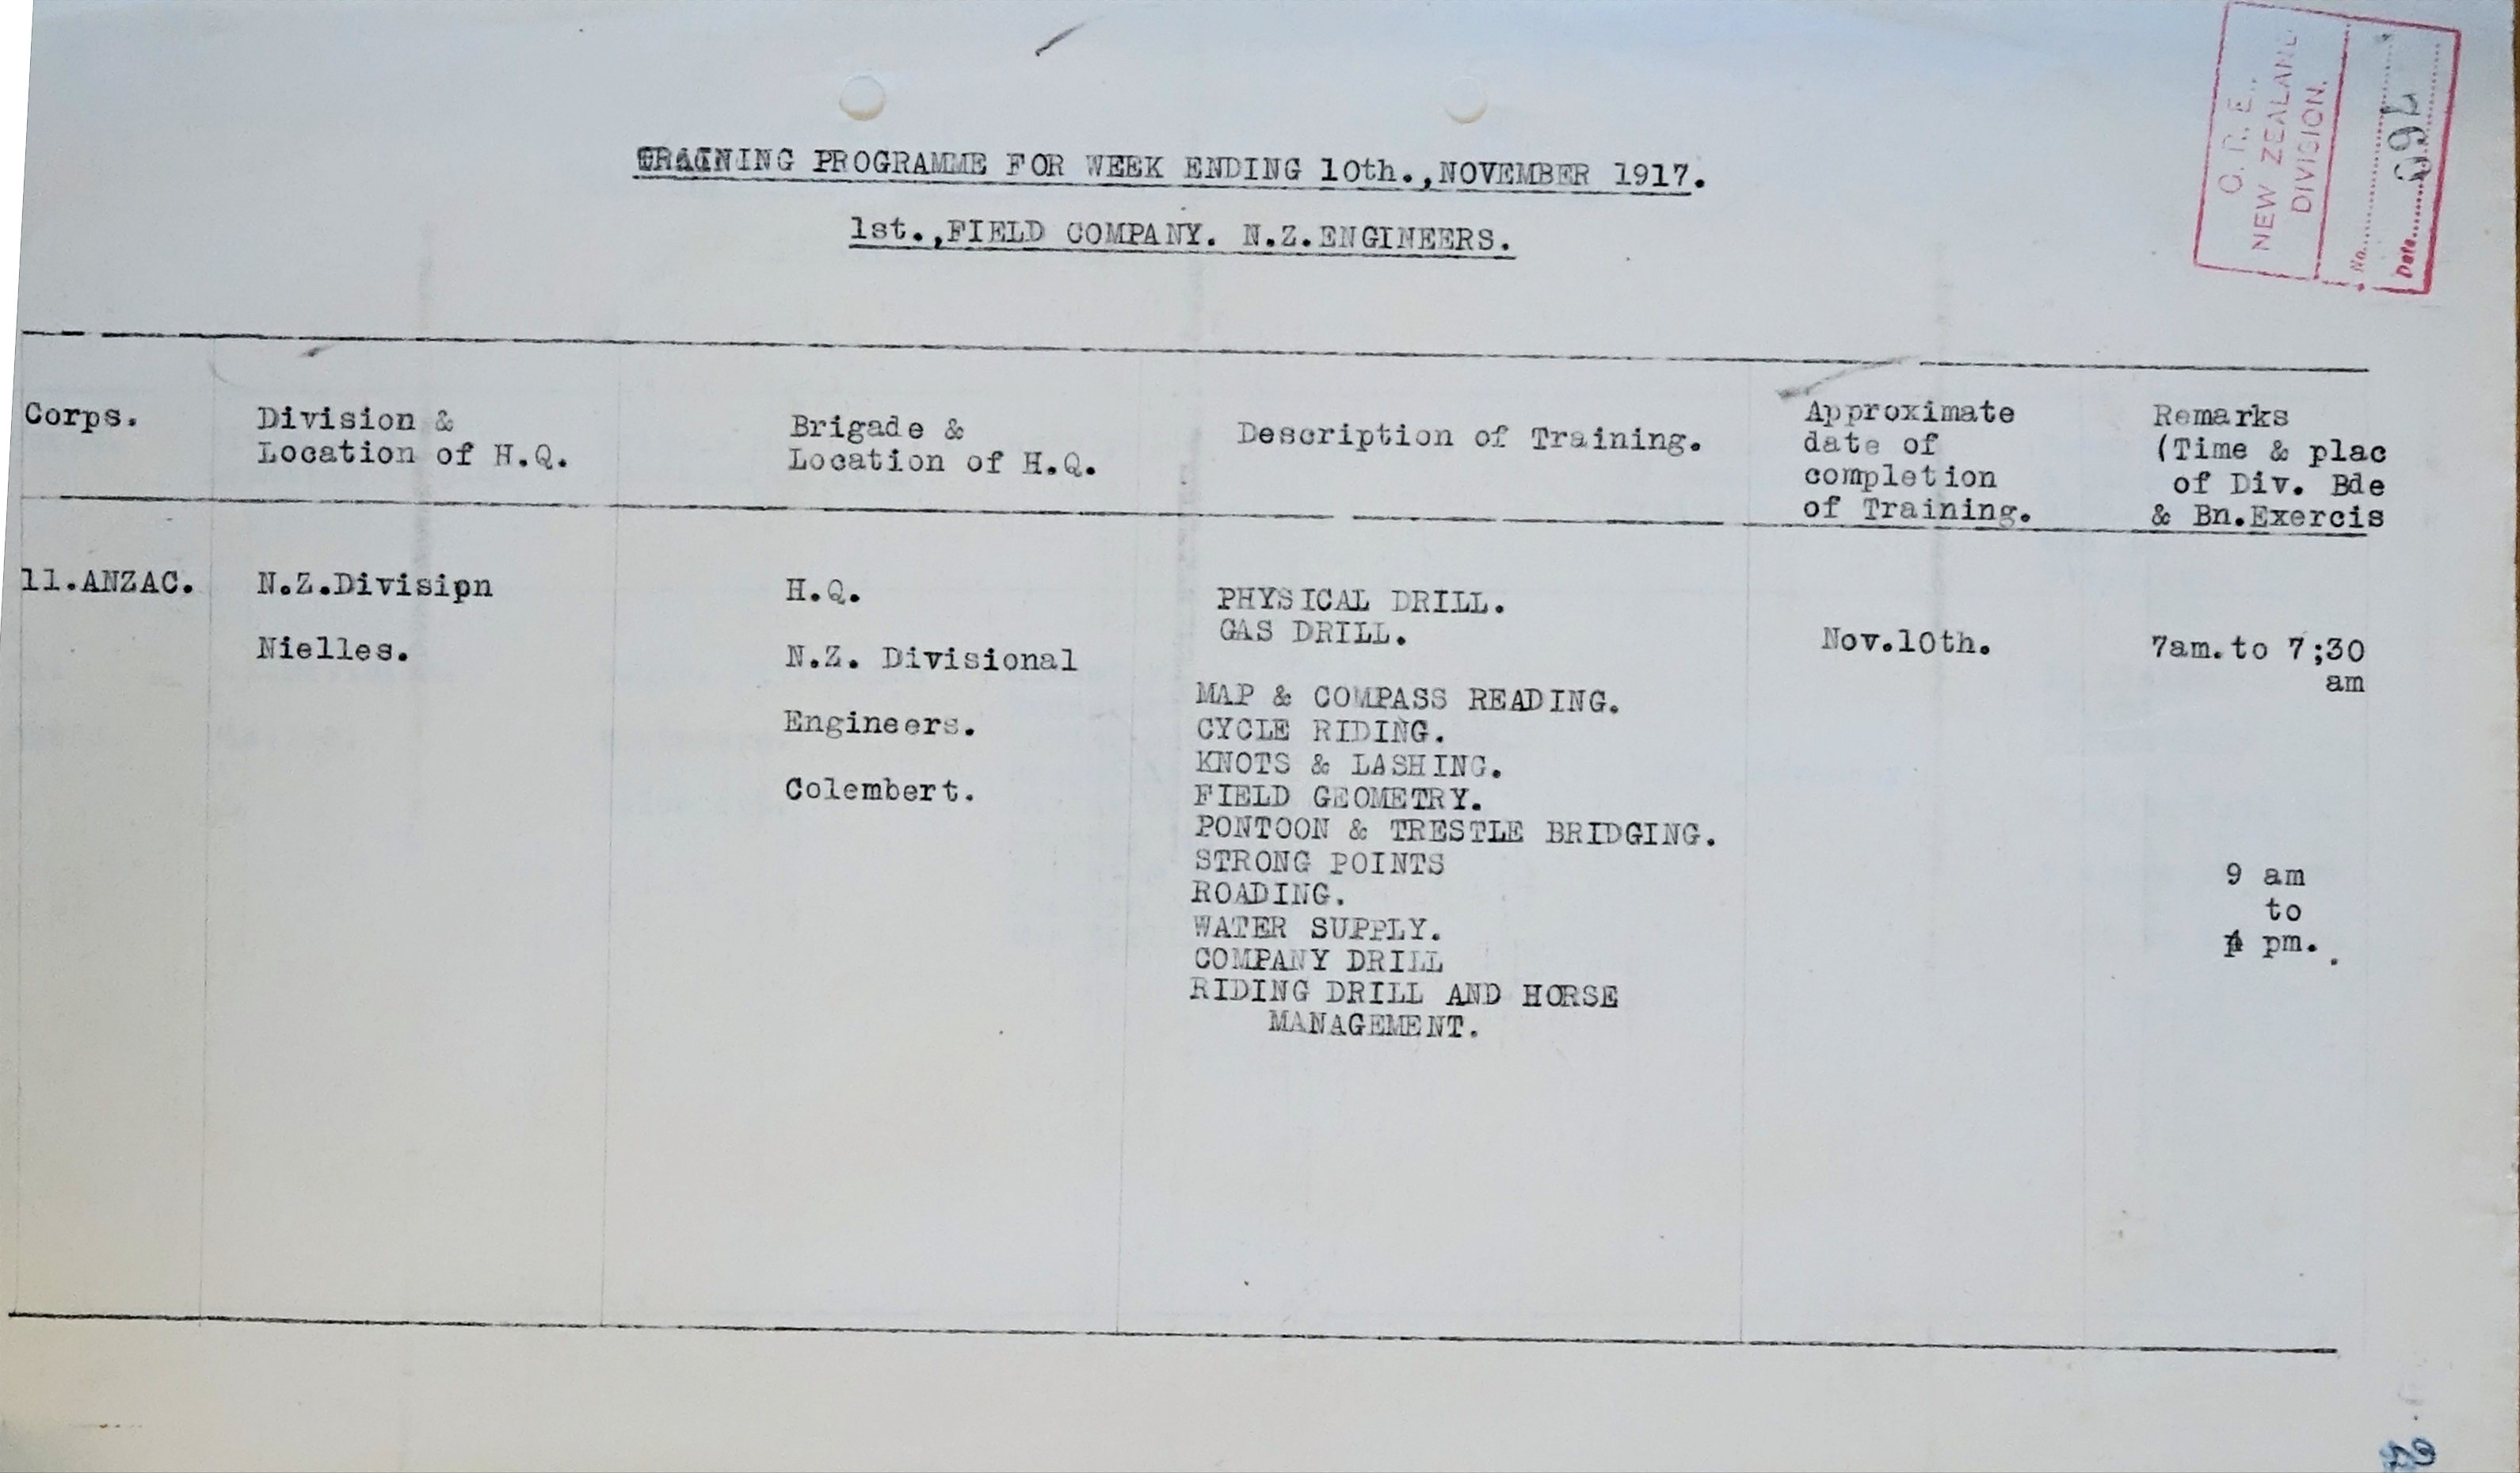 TRAINING PROGRAMME FOR WEEK ENDING 10th.,NOVEMBER 1917.
1st.,FIELD COMPANY. N.Z.ENGINEERS.
C. R. E.,
NEW ZEALAND
DIVISION.
No.
Date
769
Corps.
Division &
Location of H.Q.
Brigade &
Location of H.Q.
Description of Training.
Approximate
date of
completion
of Training.
Remarks
(Time & plac
of Div. Bde
& Bn.Exercis
11.ANZAC.
N.Z.Divisipn
Nielles.
H.Q.
N.Z. Divisional
Engineers.
Colembert.
PHYSICAL DRILL.
GAS DRILL.
MAP & COMPASS READING.
CYCLE RIDING.
KNOTS & LASHING.
FIELD GEOMETRY.
PONTOON & TRESTLE BRIDGING.
STRONG POINTS
ROADING.
WATER SUPPLY.
COMPANY DRILL
RIDING DRILL AND HORSE
MANAGEMENT.
Nov.10th.
7am.to 7;30
am
9 am
to
pm.